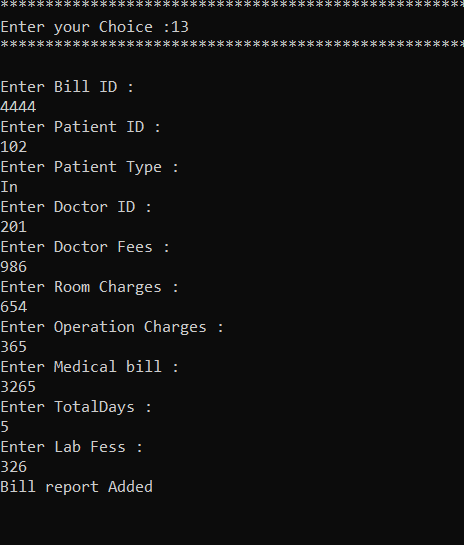 ****************************************************
Enter your Choice :13
****************************************************
Enter Bill ID :
4444
Enter Patient ID :
102
Enter Patient Type :
In
Enter Doctor ID :
201
Enter Doctor Fees :
986
Enter Room Charges :
654
Enter Operation Charges :
365
Enter Medical bill :
3265
Enter TotalDays :
5
Enter Lab Fess :
326
Bill report Added